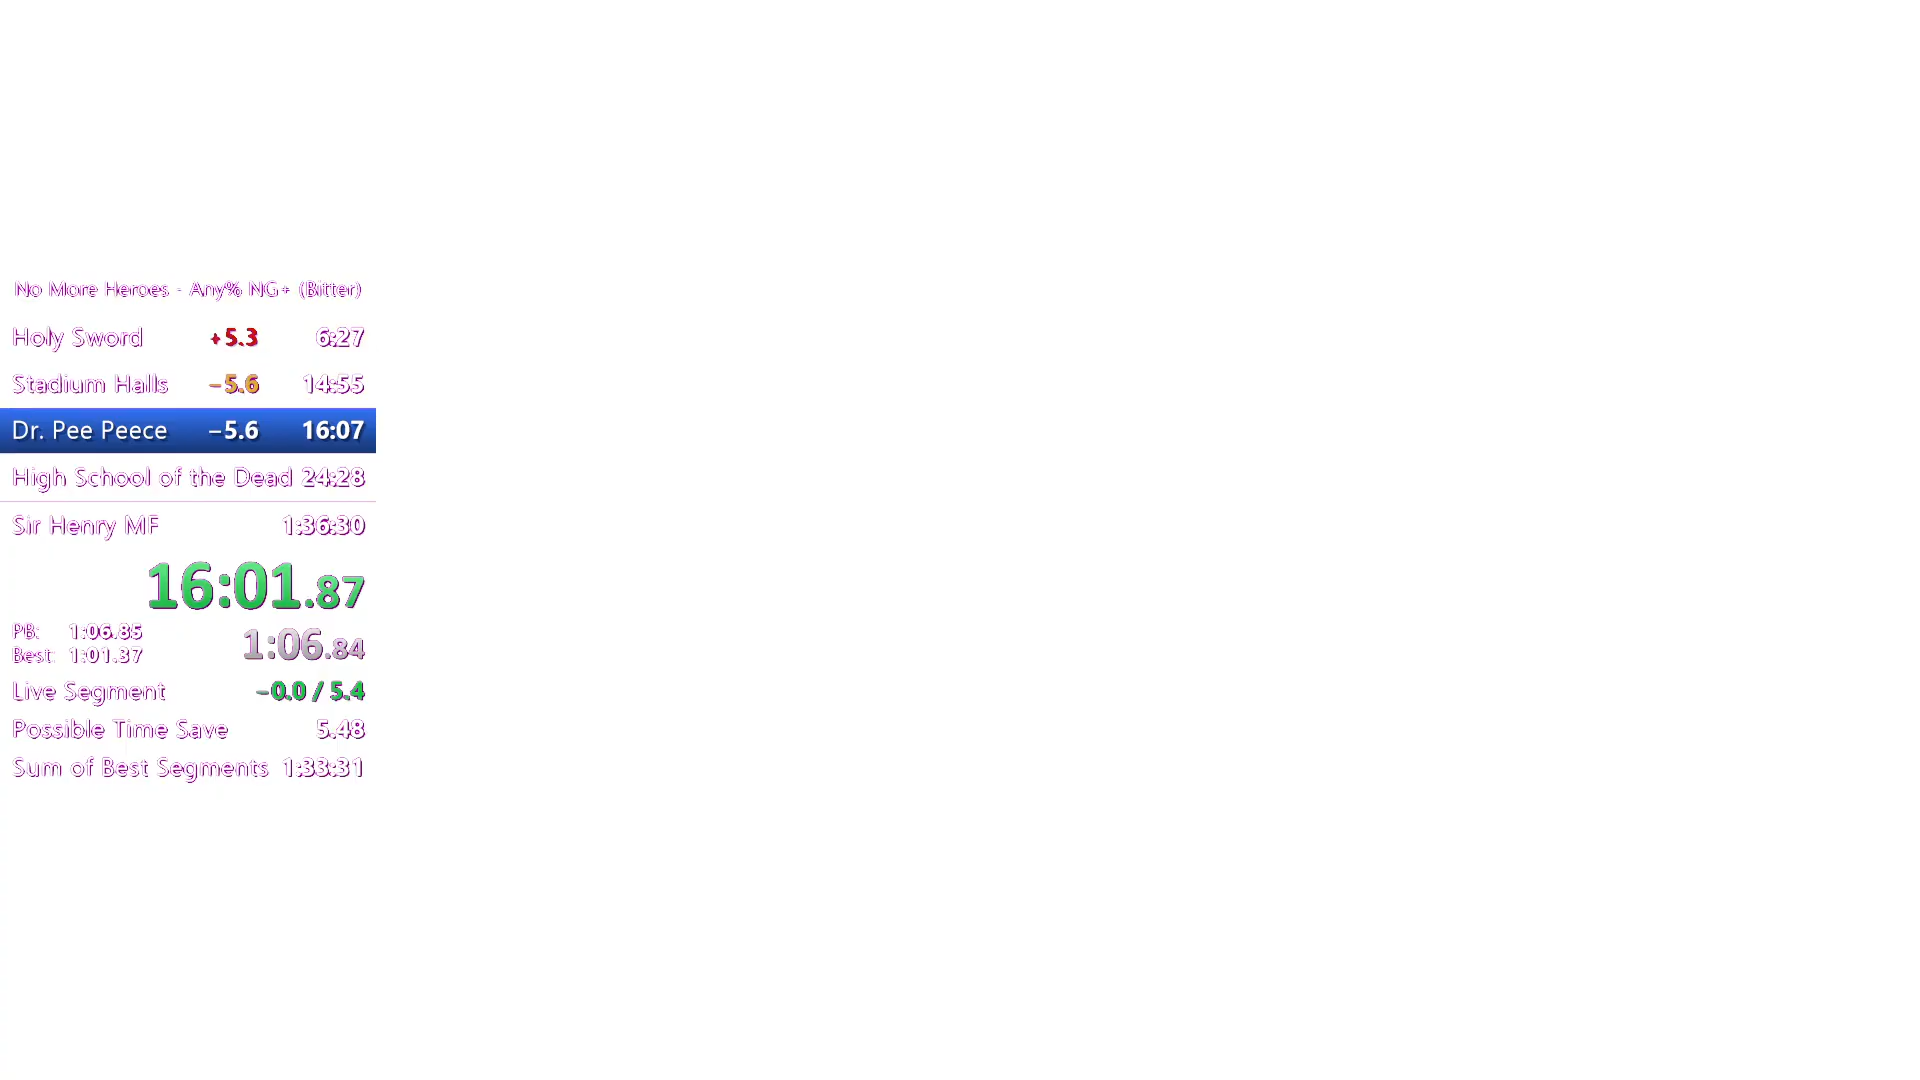 No More Heroes - Any% NG+ (Bitter)
Holy Sword +5.3 6:27
Stadium Halls −5.6 14:55
Dr. Pee Peece −5.6 16:07
High School of the Dead 24:28
Sir Henry MF 1:36:30
16:01.87
PB: 1:06.85
Best: 1:01.37
1:06.84
Live Segment −0.0 / 5.4
Possible Time Save 5.48
Sum of Best Segments 1:33:31